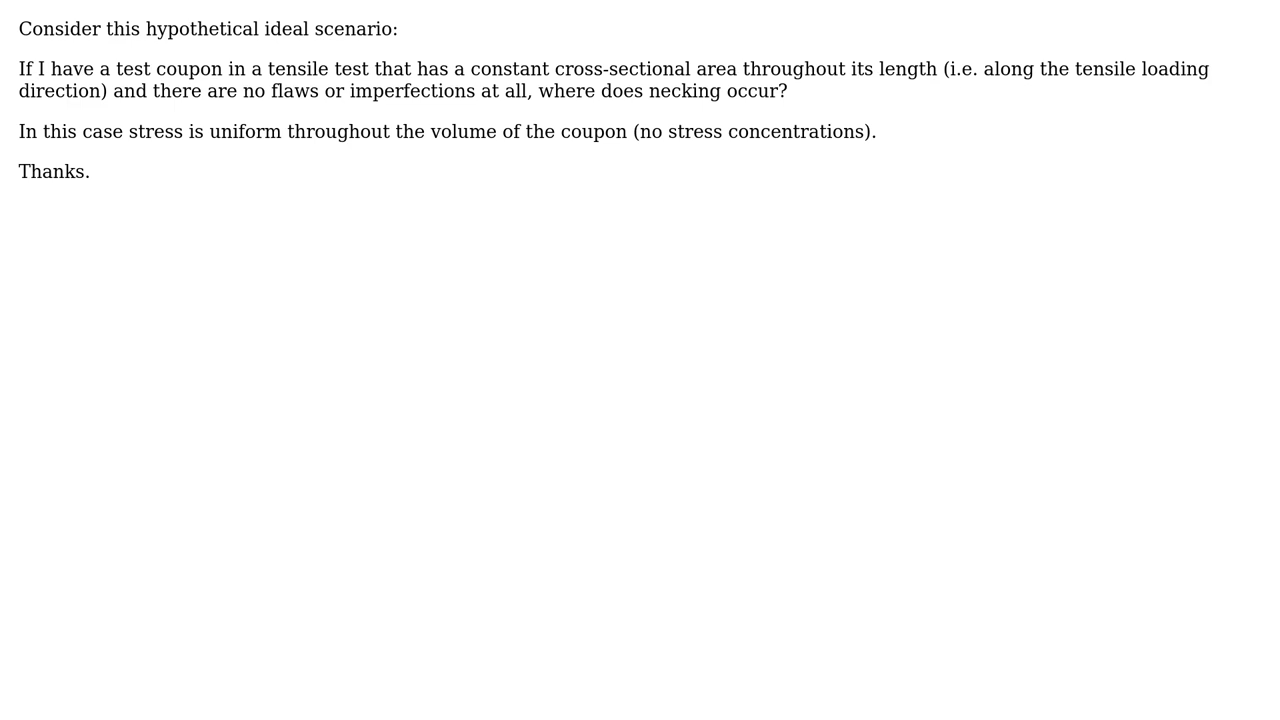 Consider this hypothetical ideal scenario:
If I have a test coupon in a tensile test that has a constant cross-sectional area throughout its length (i.e. along the tensile loading
direction) and there are no flaws or imperfections at all, where does necking occur?
In this case stress is uniform throughout the volume of the coupon (no stress concentrations).
Thanks.